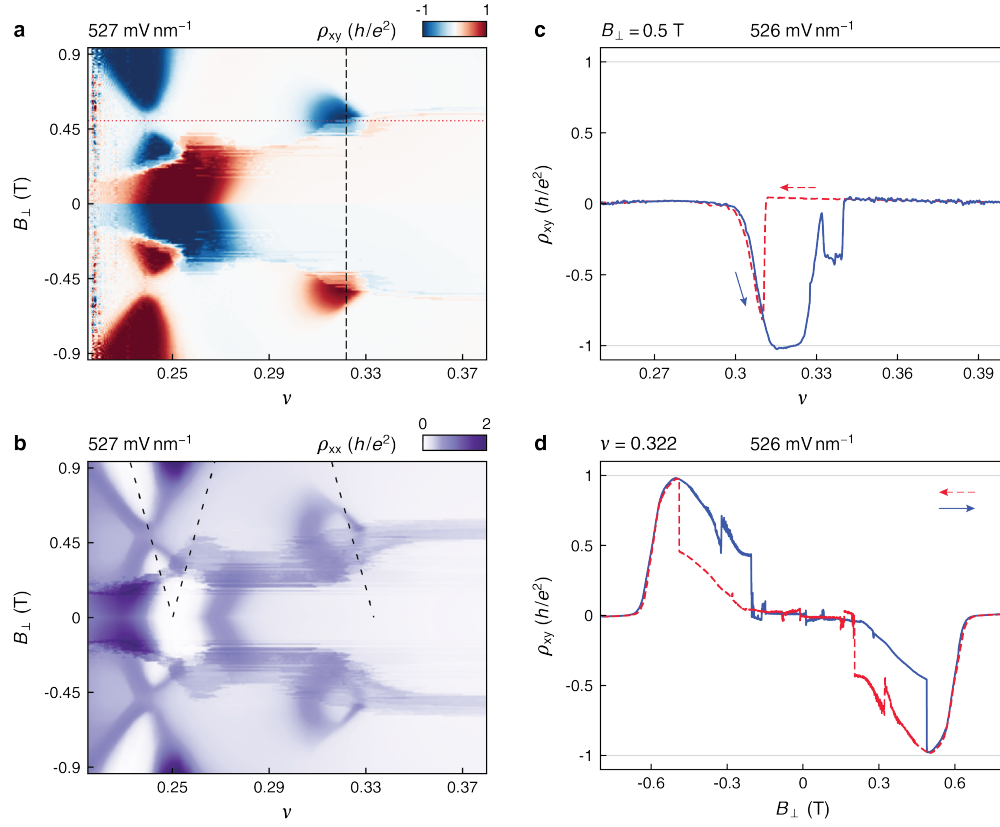 a
527 mV nm⁻¹
ρxy (h/e²)
-1 1
0.9
0.45
0
-0.45
-0.9
B⊥ (T)
0.25 0.29 0.33 0.37
ν
b
527 mV nm⁻¹
ρxx (h/e²)
0 2
0.9
0.45
0
-0.45
-0.9
B⊥ (T)
0.25 0.29 0.33 0.37
ν
c
B⊥ = 0.5 T
526 mV nm⁻¹
1
0.5
0
-0.5
-1
ρxy (h/e²)
0.27 0.3 0.33 0.36 0.39
ν
d
ν = 0.322
526 mV nm⁻¹
1
0.5
0
-0.5
-1
ρxy (h/e²)
-0.6 -0.3 0 0.3 0.6
B⊥ (T)